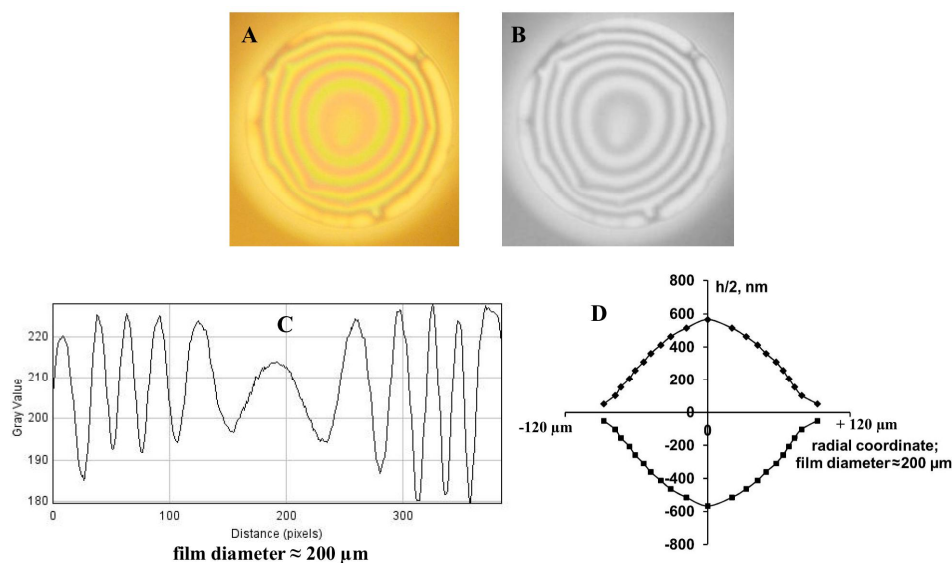 A
B
C
220
210
200
190
180
Gray Value
0
100
200
300
Distance (pixels)
film diameter ≈ 200 µm
D
h/2, nm
800
600
400
200
0
-200
-400
-600
-800
0
-120 µm
+ 120 µm
radial coordinate;
film diameter≈200 µm